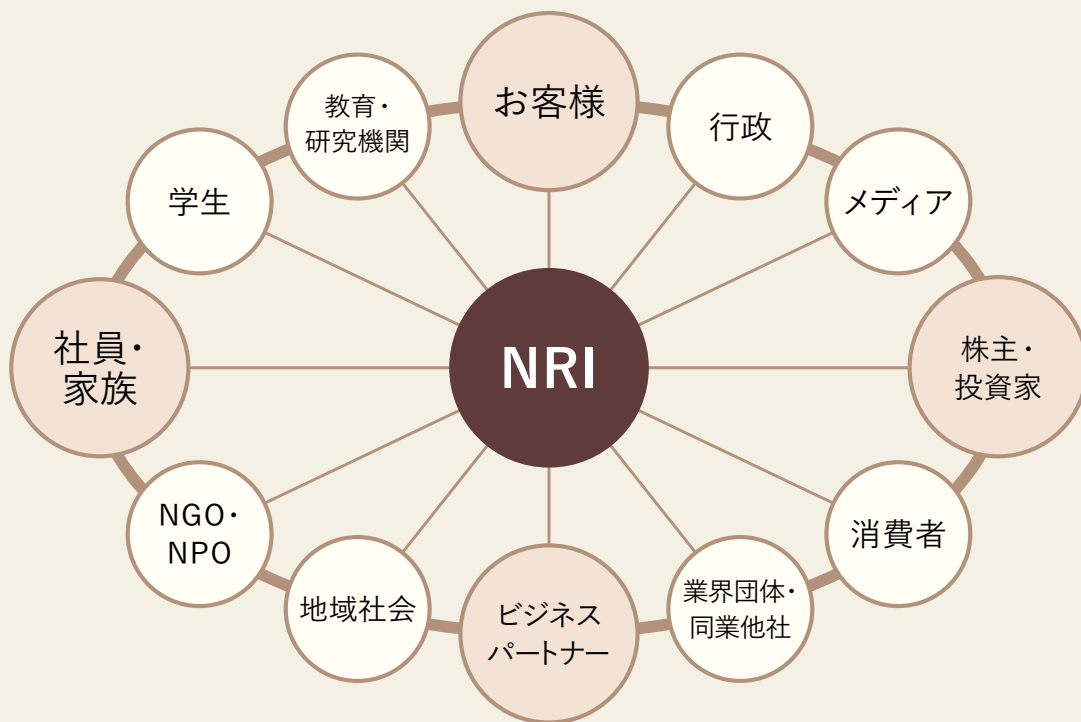 お客様
教育・
研究機関
行政
学生
メディア
社員・
家族
NRI
株主・
投資家
NGO・
NPO
消費者
地域社会
ビジネス
パートナー
業界団体・
同業他社